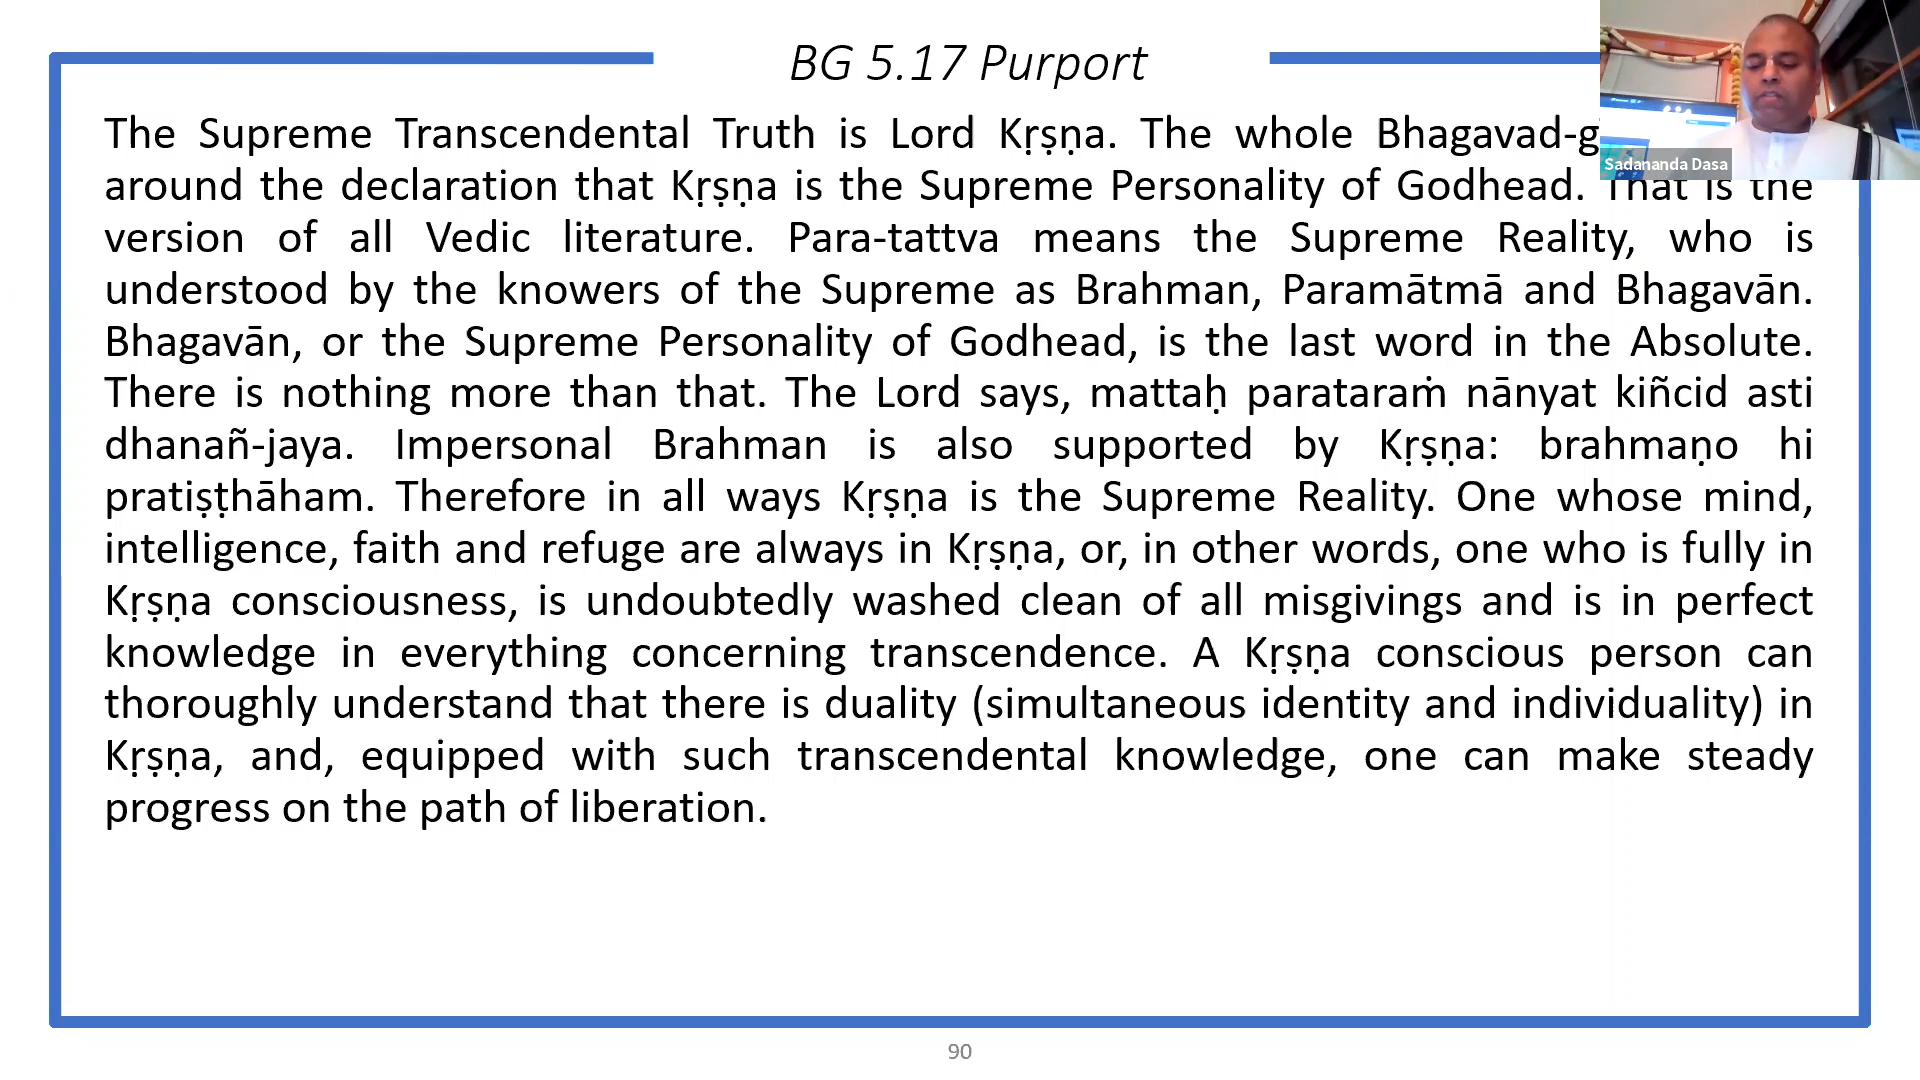 BG 5.17 Purport
The Supreme Transcendental Truth is Lord Kṛṣṇa. The whole
around the declaration that Kṛṣṇa is the Supreme Personality of Godhead. That is the
version of all Vedic literature. Para-tattva means the Supreme Reality, who is
understood by the knowers of the Supreme as Brahman, Paramātmā and Bhagavān.
Bhagavān, or the Supreme Personality of Godhead, is the last word in the Absolute.
There is nothing more than that. The Lord says, mattaḥ parataraṁ nānyat kiñcid asti
dhanañ-jaya. Impersonal Brahman is also supported by Kṛṣṇa: brahmaṇo hi
pratiṣṭhāham. Therefore in all ways Kṛṣṇa is the Supreme Reality. One whose mind,
intelligence, faith and refuge are always in Kṛṣṇa, or, in other words, one who is fully in
Kṛṣṇa consciousness, is undoubtedly washed clean of all misgivings and is in perfect
knowledge in everything concerning transcendence. A Kṛṣṇa conscious person can
thoroughly understand that there is duality (simultaneous identity and individuality) in
Kṛṣṇa, and, equipped with such transcendental knowledge, one can make steady
progress on the path of liberation.
Sadananda Dasa
90